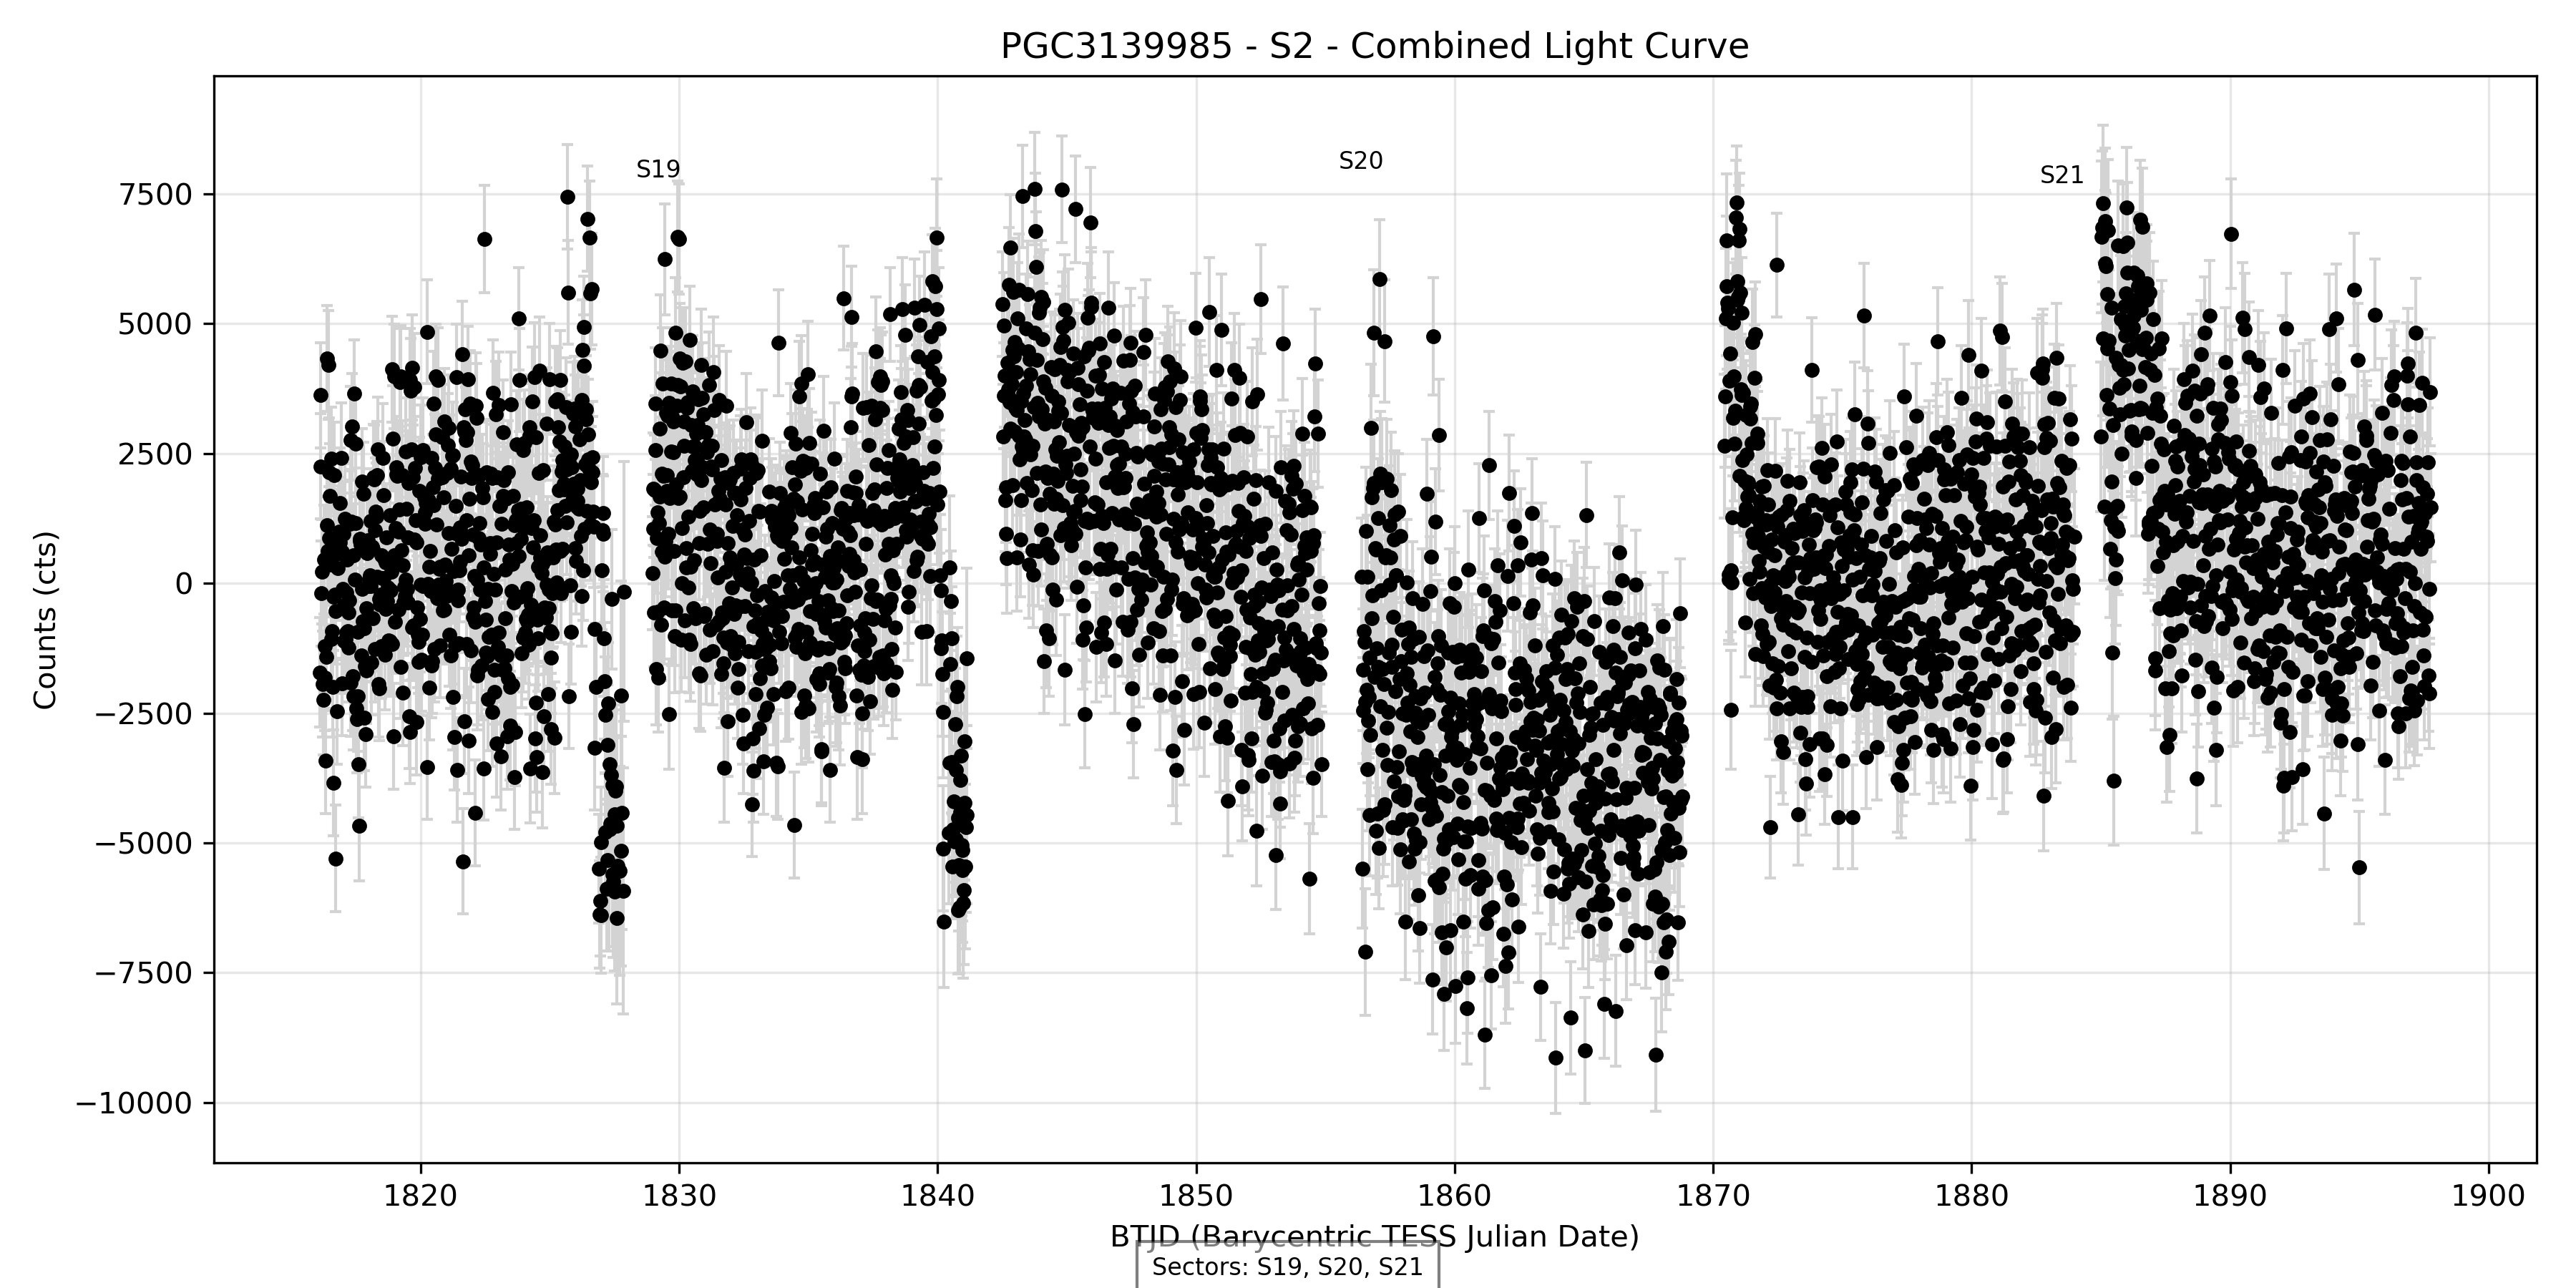 PGC3139985 - S2 - Combined Light Curve
S19
S20
S21
7500
5000
2500
0
−2500
−5000
−7500
−10000
Counts (cts)
1820 1830 1840 1850 1860 1870 1880 1890 1900
BTJD (Barycentric TESS Julian Date)
Sectors: S19, S20, S21